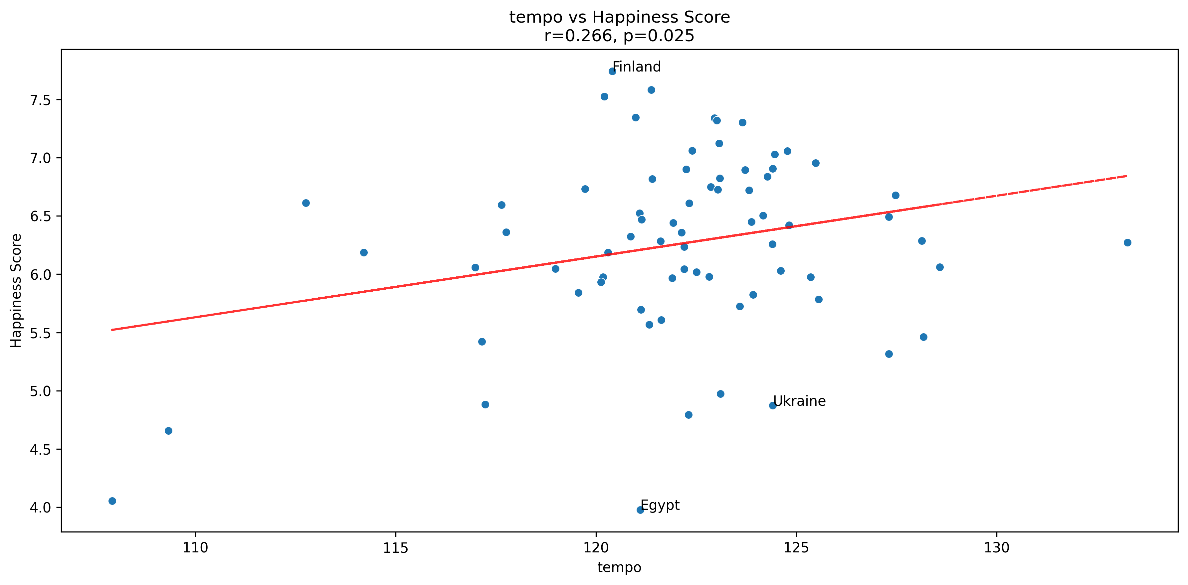 tempo vs Happiness Score
r=0.266, p=0.025
Finland
7.5
7.0
6.5
6.0
5.5
5.0
Ukraine
4.5
4.0
Egypt
Happiness Score
110
115
120
125
130
tempo